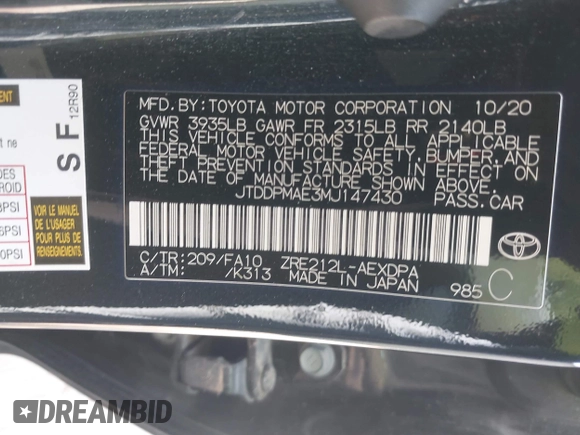 MFD.BY:TOYOTA MOTOR CORPORATION 10/20
GVWR 3935LB GAWR FR 2315LB RR 2140LB
THIS VEHICLE CONFORMS TO ALL APPLICABLE
FEDERAL MOTOR VEHICLE SAFETY,BUMPER,AND
THEFT PREVENTION STANDARDS IN EFFECT ON
THE DATE OF MANUFACTURE SHOWN ABOVE.
JTDDPMAE3MJ147430 PASS.CAR
C/TR:209/FA10 ZRE212L-AEXDPA
A/TM: /K313 MADE IN JAPAN
985 C
TOYOTA
S F 12R90
VOIR LE MANUEL
DE L'USAGER
POUR PLUS DE
RENSEIGNEMENTS
DREAMBID